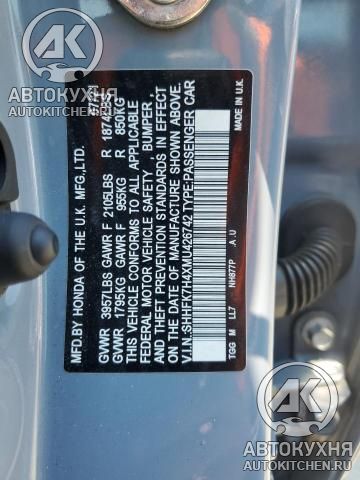 MFD.BY HONDA OF THE U.K. MFG.,LTD.
GVWR 3957LBS GAWR F 2105LBS R 1874LBS
GVWR 1795KG GAWR F 955KG R 850KG
THIS VEHICLE CONFORMS TO ALL APPLICABLE
FEDERAL MOTOR VEHICLE SAFETY , BUMPER ,
AND THEFT PREVENTION STANDARDS IN EFFECT
ON THE DATE OF MANUFACTURE SHOWN ABOVE.
V.I.N.:SHHFK7H4XMU426742 TYPE:PASSENGER CAR
TGG M LL7 NH877P .A,U
MADE IN U.K.
АВТОКУХНЯ
AUTOKITCHEN.RU
АВТОКУХНЯ
AUTOKITCHEN.RU